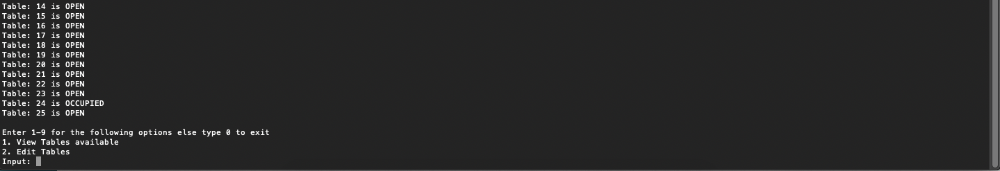 Table: 14 is OPEN
Table: 15 is OPEN
Table: 16 is OPEN
Table: 17 is OPEN
Table: 18 is OPEN
Table: 19 is OPEN
Table: 20 is OPEN
Table: 21 is OPEN
Table: 22 is OPEN
Table: 23 is OPEN
Table: 24 is OCCUPIED
Table: 25 is OPEN
Enter 1-9 for the following options else type 0 to exit
1. View Tables available
2. Edit Tables
Input: